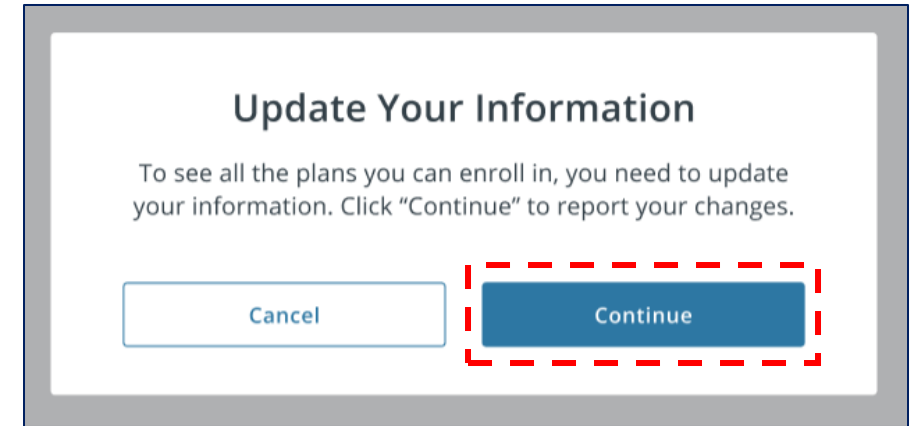 Update Your Information
To see all the plans you can enroll in, you need to update
your information. Click “Continue” to report your changes.
Cancel
Continue